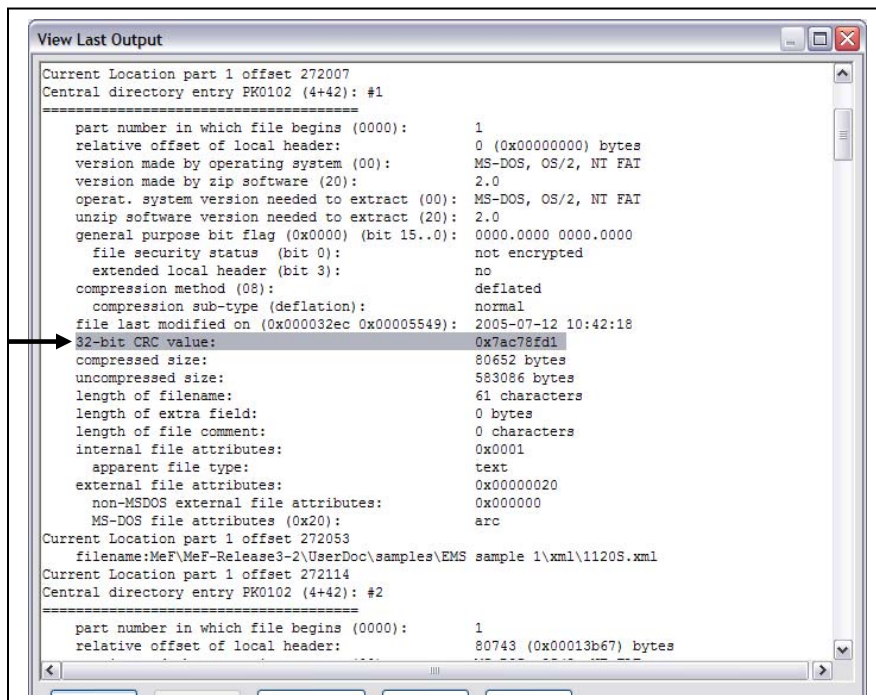 View Last Output
Current Location part 1 offset 272007
Central directory entry PK0102 (4+42): #1
======================================
part number in which file begins (0000): 1
relative offset of local header: 0 (0x00000000) bytes
version made by operating system (00): MS-DOS, OS/2, NT FAT
version made by zip software (20): 2.0
operat. system version needed to extract (00): MS-DOS, OS/2, NT FAT
unzip software version needed to extract (20): 2.0
general purpose bit flag (0x0000) (bit 15..0): 0000.0000 0000.0000
file security status (bit 0): not encrypted
extended local header (bit 3): no
compression method (08): deflated
compression sub-type (deflation): normal
file last modified on (0x000032ec 0x00005549): 2005-07-12 10:42:18
32-bit CRC value: 0x7ac78fd1
compressed size: 80652 bytes
uncompressed size: 583086 bytes
length of filename: 61 characters
length of extra field: 0 bytes
length of file comment: 0 characters
internal file attributes: 0x0001
apparent file type: text
external file attributes: 0x00000020
non-MSDOS external file attributes: 0x000000
MS-DOS file attributes (0x20): arc
Current Location part 1 offset 272053
filename:MeF\MeF-Release3-2\UserDoc\samples\EMS sample 1\xml\1120S.xml
Current Location part 1 offset 272114
Central directory entry PK0102 (4+42): #2
======================================
part number in which file begins (0000): 1
relative offset of local header: 80743 (0x00013b67) bytes